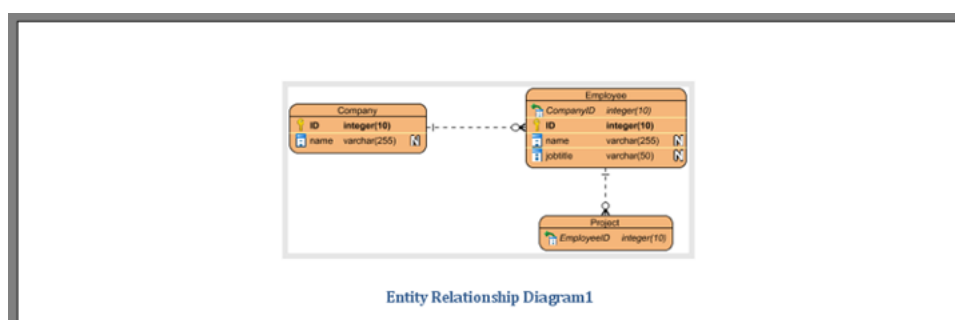 Company
ID integer(10)
name varchar(255) N
Employee
CompanyID integer(10)
ID integer(10)
name varchar(255) N
jobtitle varchar(50) N
Project
EmployeeID integer(10)
Entity Relationship Diagram1